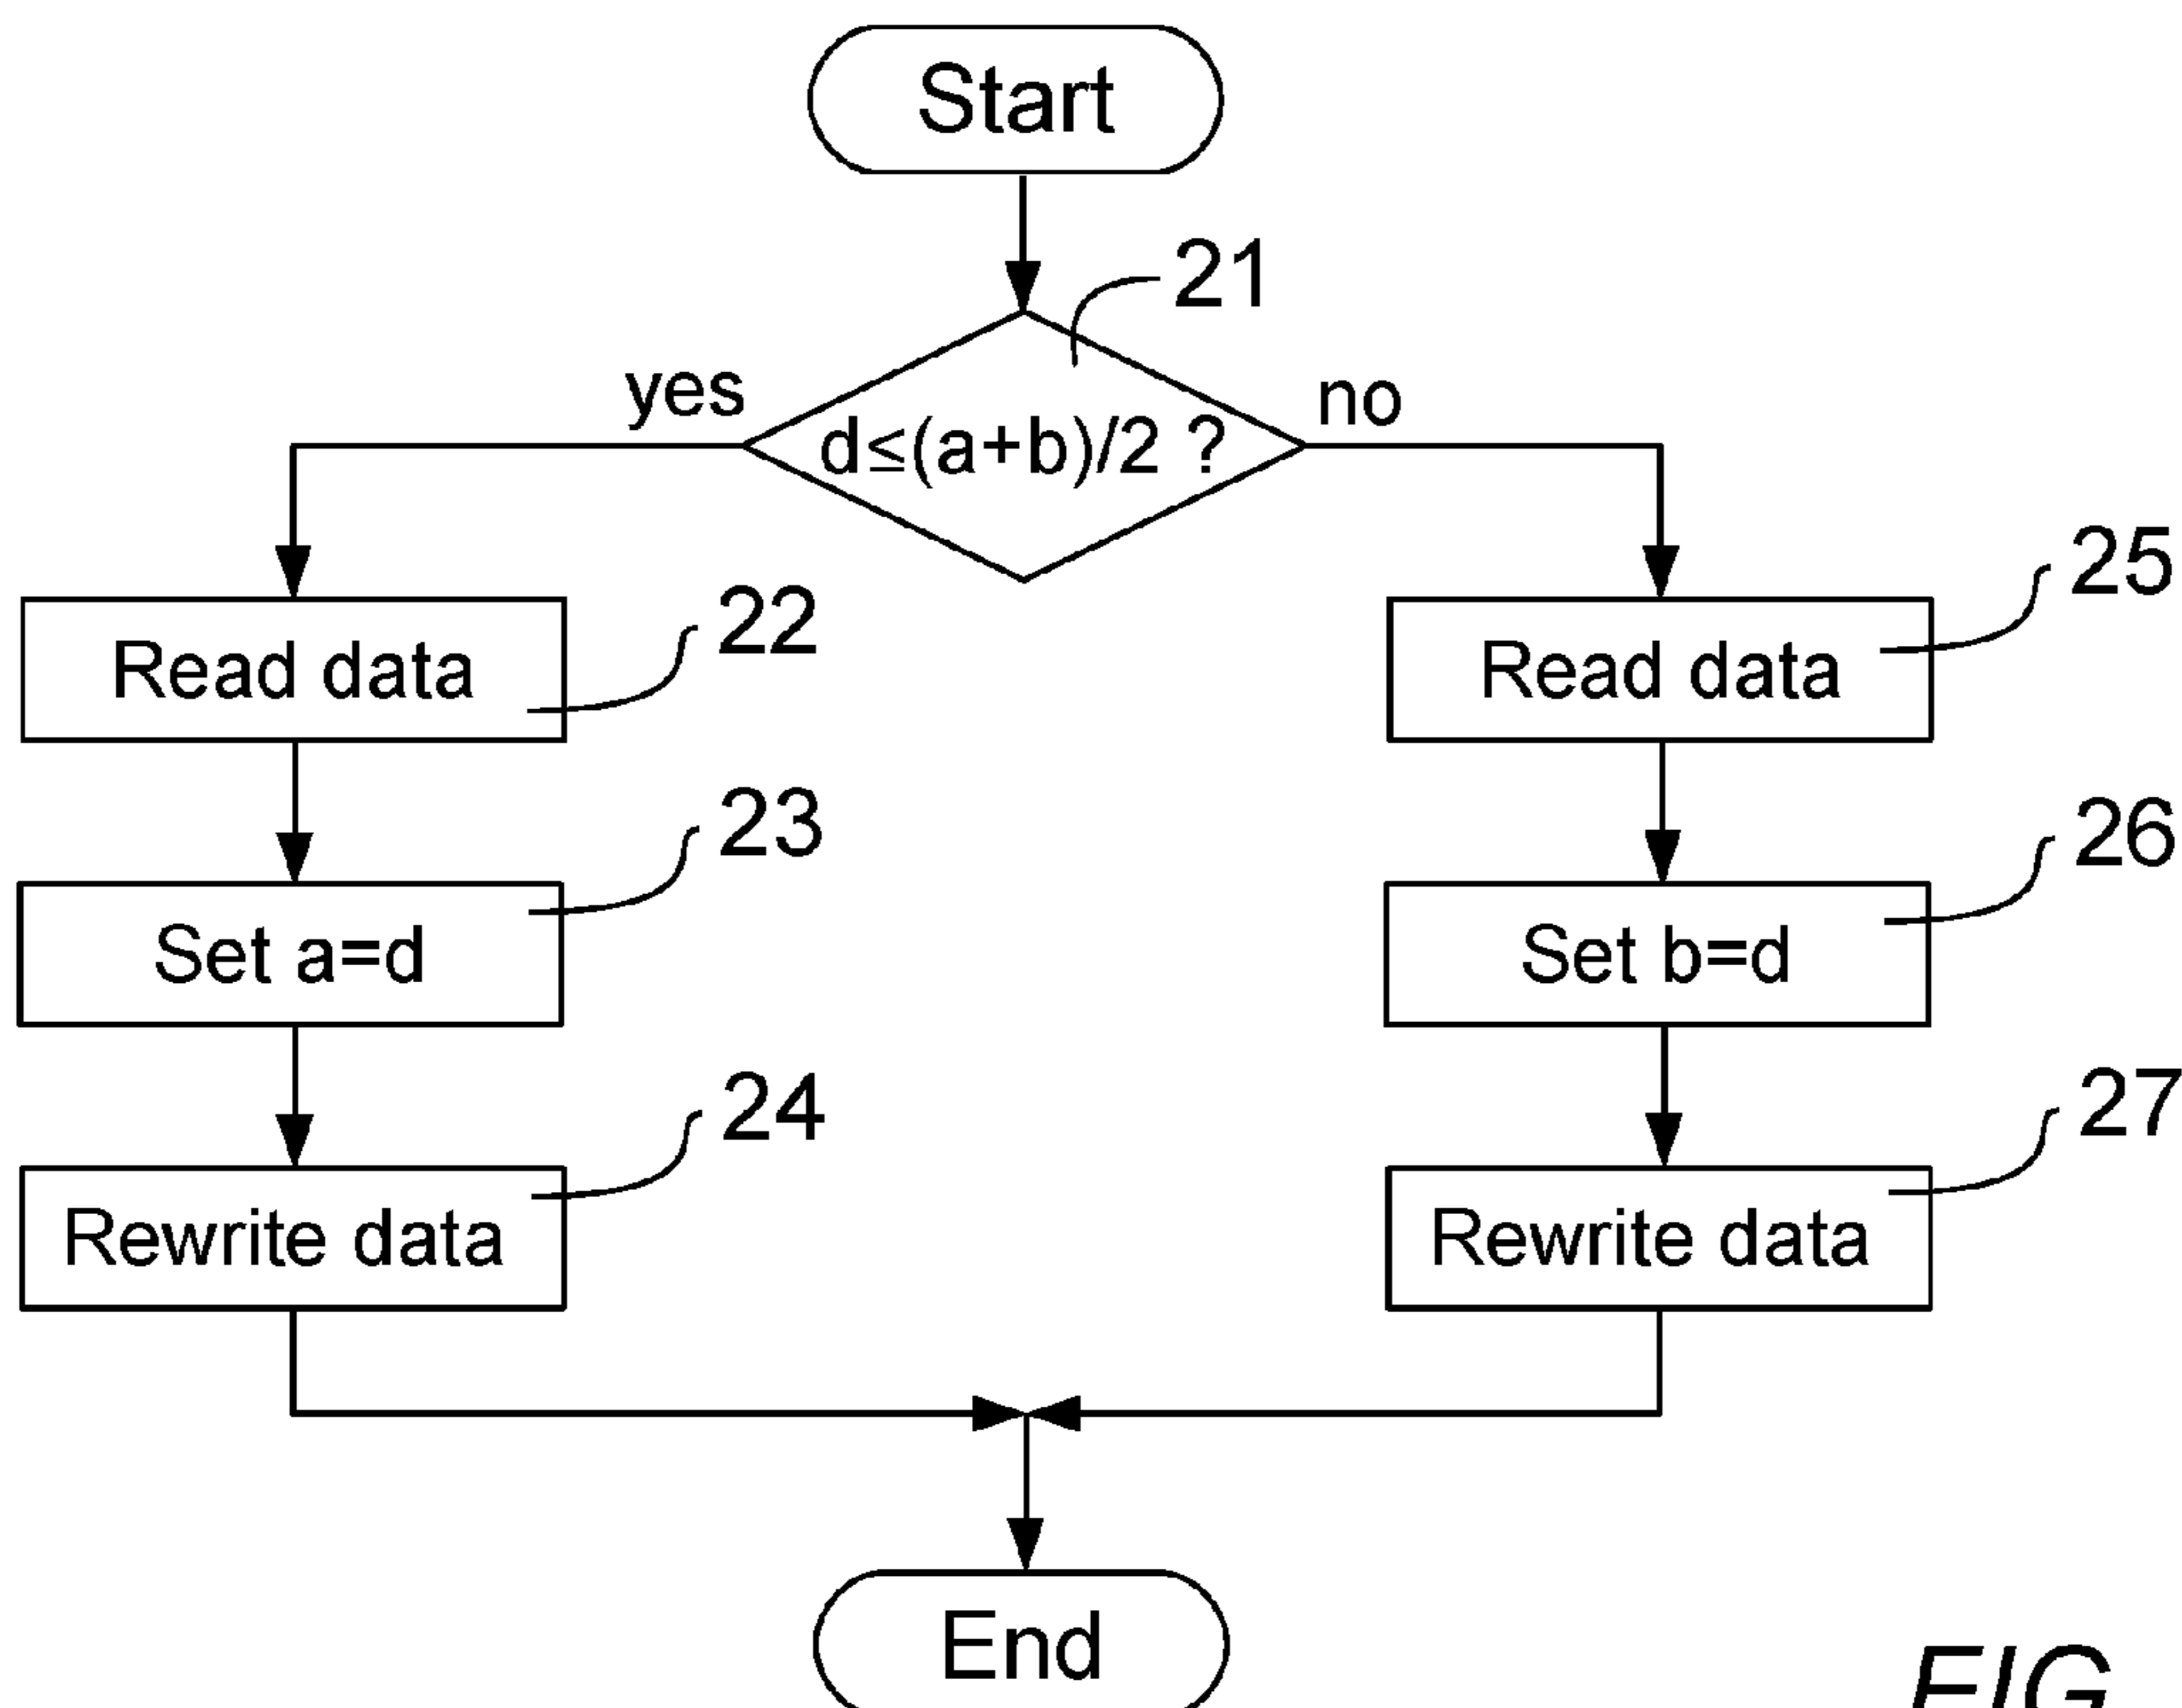 Start
21
yes
no
d≤(a+b)/2 ?
22
25
Read data
Read data
23
26
Set a=d
Set b=d
24
27
Rewrite data
Rewrite data
End
FIG